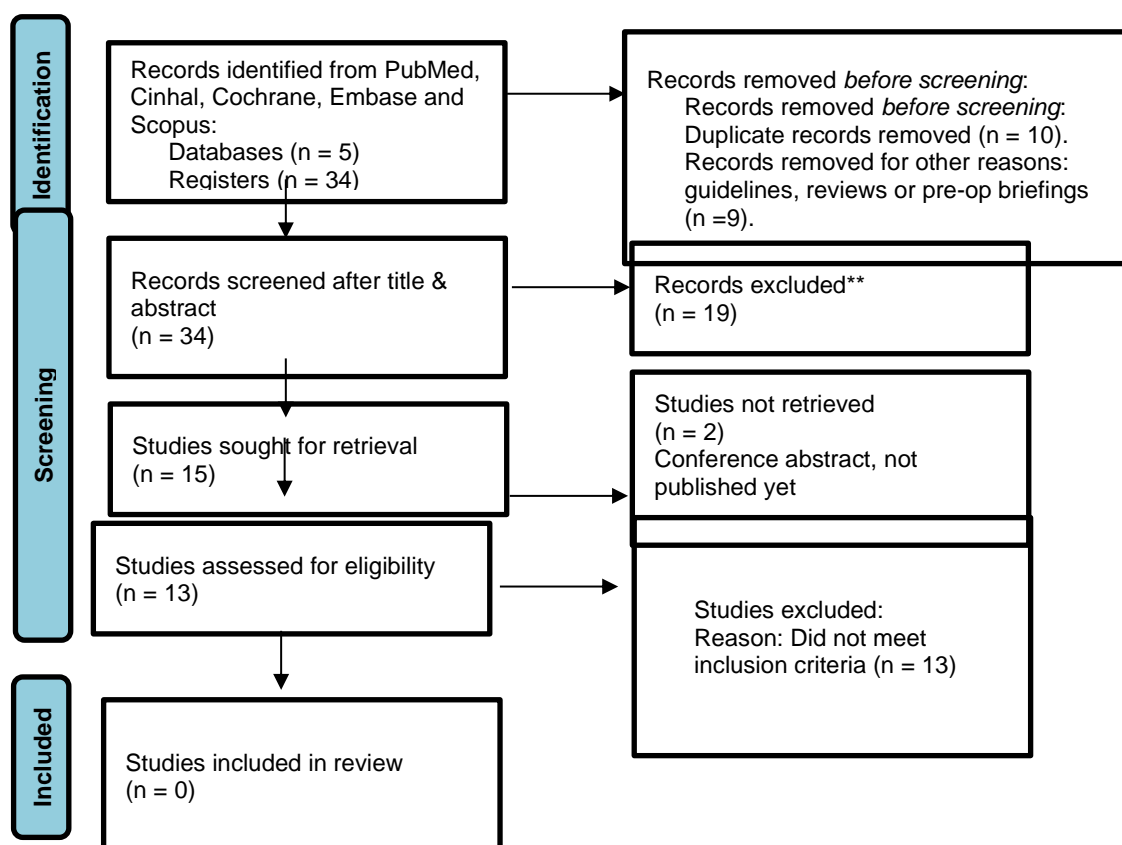 Identification
Records identified from PubMed,
Cinhal, Cochrane, Embase and
Scopus:
Databases (n = 5)
Registers (n = 34)
Records removed before screening:
Records removed before screening:
Duplicate records removed (n = 10).
Records removed for other reasons:
guidelines, reviews or pre-op briefings
(n =9).
Screening
Records screened after title &
abstract
(n = 34)
Records excluded**
(n = 19)
Studies sought for retrieval
(n = 15)
Studies not retrieved
(n = 2)
Conference abstract, not
published yet
Studies assessed for eligibility
(n = 13)
Studies excluded:
Reason: Did not meet
inclusion criteria (n = 13)
Included
Studies included in review
(n = 0)